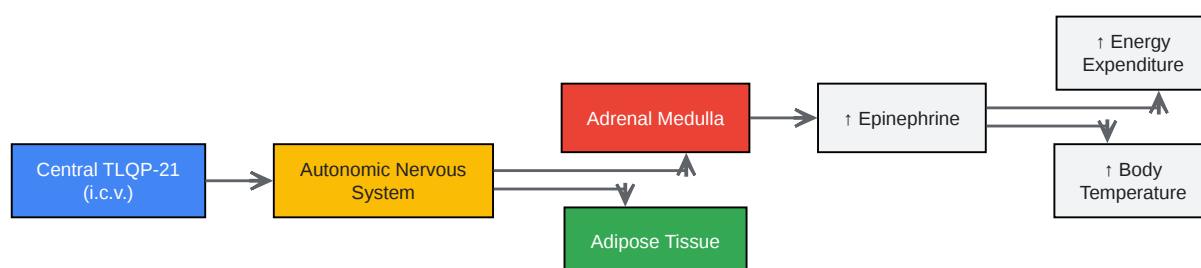 Central TLQP-21
(i.c.v.)
Autonomic Nervous
System
Adrenal Medulla
Adipose Tissue
↑ Epinephrine
↑ Energy
Expenditure
↑ Body
Temperature